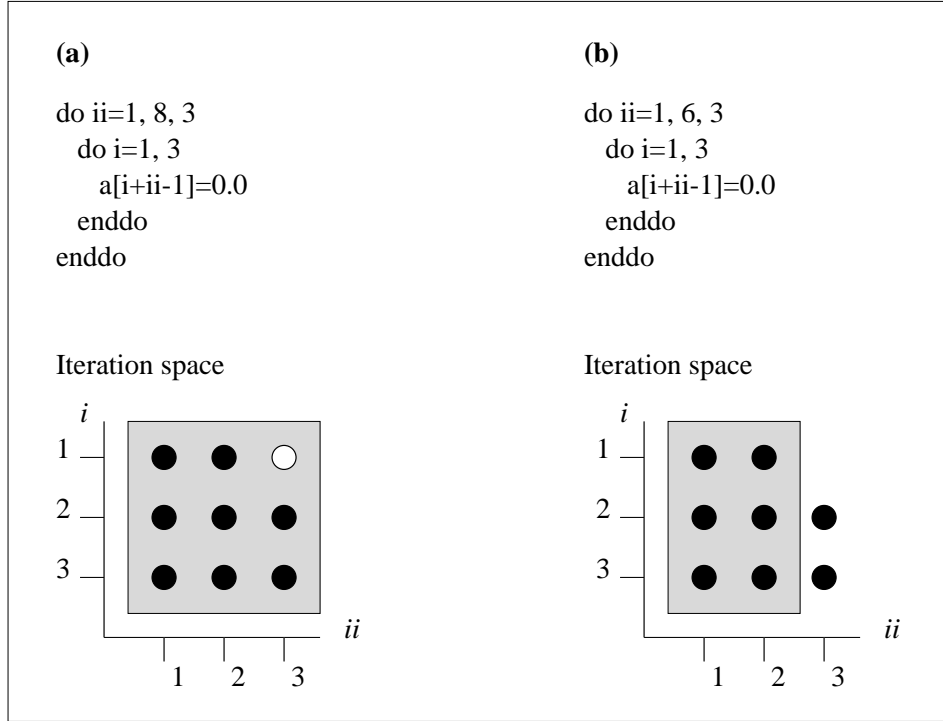 (a)
do ii=1, 8, 3
do i=1, 3
a[i+ii-1]=0.0
enddo
enddo
Iteration space
i
1
2
3
ii
1 2 3
(b)
do ii=1, 6, 3
do i=1, 3
a[i+ii-1]=0.0
enddo
enddo
Iteration space
i
1
2
3
ii
1 2 3